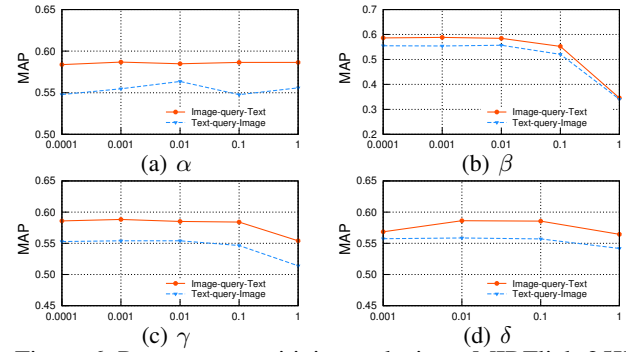 0.65
0.60
0.55
0.50
MAP
Image-query-Text
Text-query-Image
0.0001 0.001 0.01 0.1 1
(a) α
0.7
0.6
0.5
0.4
0.3
0.2
MAP
Image-query-Text
Text-query-Image
0.0001 0.001 0.01 0.1 1
(b) β
0.65
0.60
0.55
0.50
0.45
MAP
Image-query-Text
Text-query-Image
0.0001 0.001 0.01 0.1 1
(c) γ
0.65
0.60
0.55
0.50
0.45
MAP
Image-query-Text
Text-query-Image
0.001 0.01 0.1 1
(d) δ